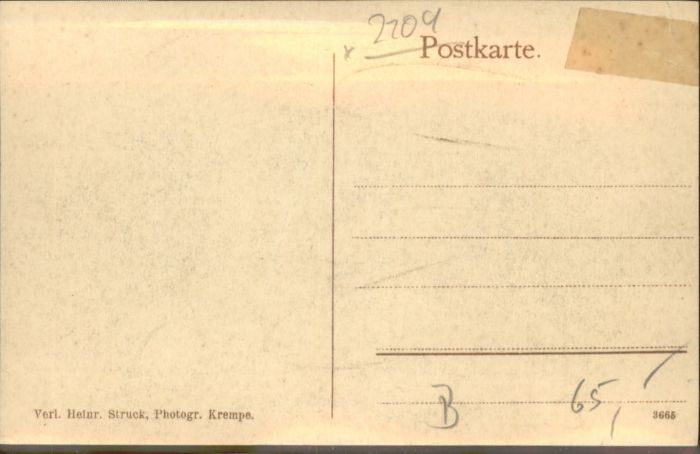 2204
Postkarte.
B
65,
Verl. Heinr. Struck, Photogr. Krempe.
3665